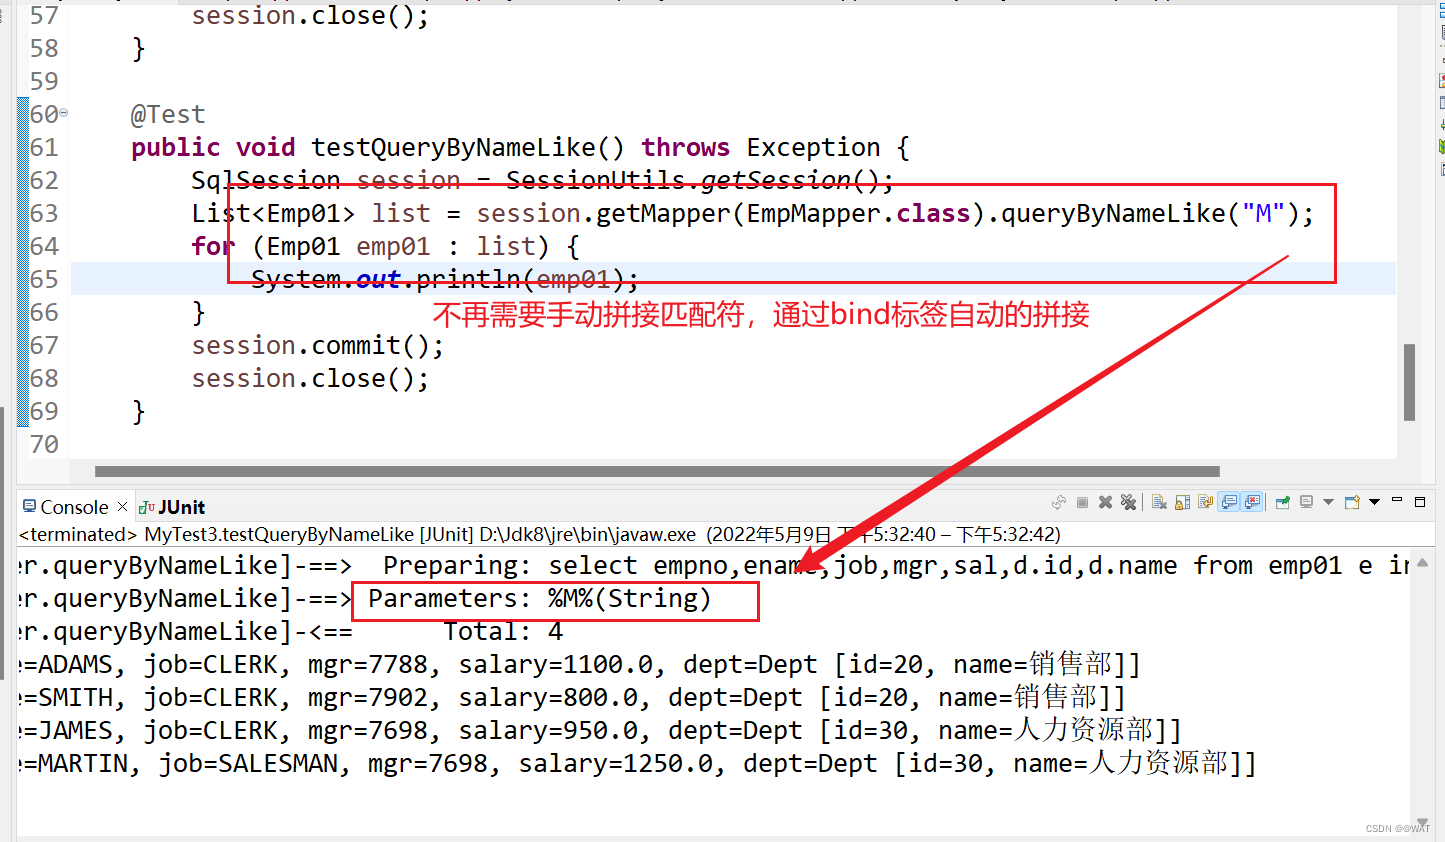 57 session.close();
58 }
59
60 @Test
61 public void testQueryByNameLike() throws Exception {
62 SqlSession session = SessionUtils.getSession();
63 List<Emp01> list = session.getMapper(EmpMapper.class).queryByNameLike("M");
64 for (Emp01 emp01 : list) {
65 System.out.println(emp01);
66 }
不再需要手动拼接匹配符，通过bind标签自动的拼接
67 session.commit();
68 session.close();
69 }
70
Console JUnit
<terminated> MyTest3.testQueryByNameLike [JUnit] D:\Jdk8\jre\bin\javaw.exe (2022年5月9日 下午5:32:40 – 下午5:32:42)
er.queryByNameLike]-==> Preparing: select empno,ename,job,mgr,sal,d.id,d.name from emp01 e in
er.queryByNameLike]-==> Parameters: %M%(String)
er.queryByNameLike]-<== Total: 4
e=ADAMS, job=CLERK, mgr=7788, salary=1100.0, dept=Dept [id=20, name=销售部]]
e=SMITH, job=CLERK, mgr=7902, salary=800.0, dept=Dept [id=20, name=销售部]]
e=JAMES, job=CLERK, mgr=7698, salary=950.0, dept=Dept [id=30, name=人力资源部]]
e=MARTIN, job=SALESMAN, mgr=7698, salary=1250.0, dept=Dept [id=30, name=人力资源部]]
CSDN @@WAT